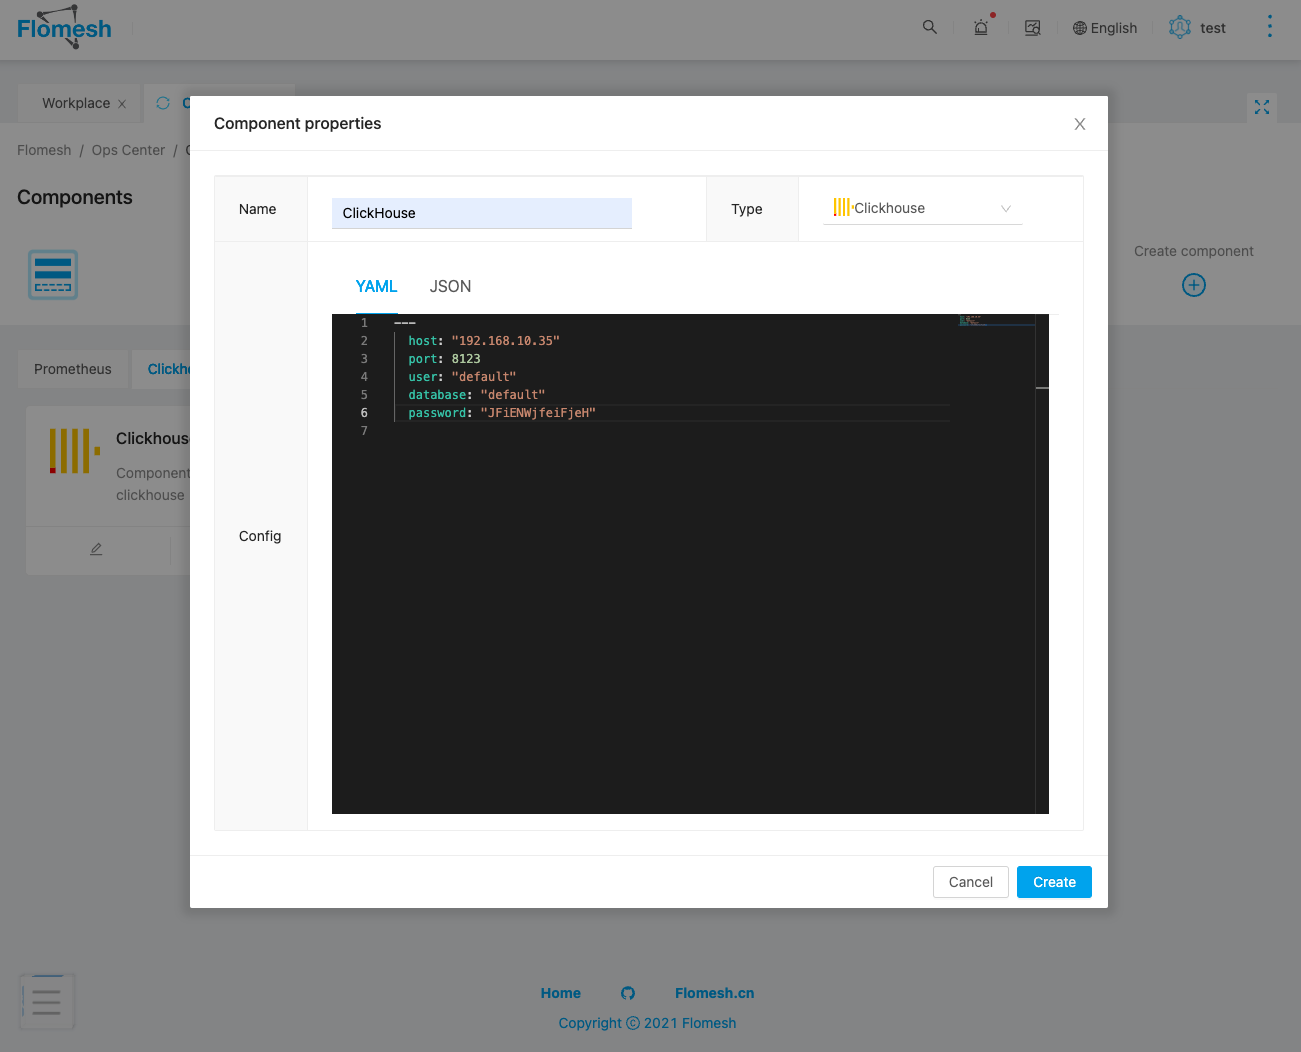 Flomesh
English
test
Workplace
Flomesh / Ops Center /
Components
Create component
Prometheus
Component
clickhouse
Component properties
Name
ClickHouse
Type
Clickhouse
Config
YAML
JSON
1 ---
2 host: "192.168.10.35"
3 port: 8123
4 user: "default"
5 database: "default"
6 password: "JFiENWjfeiFjeH"
7
Cancel
Create
Home
Flomesh.cn
Copyright © 2021 Flomesh